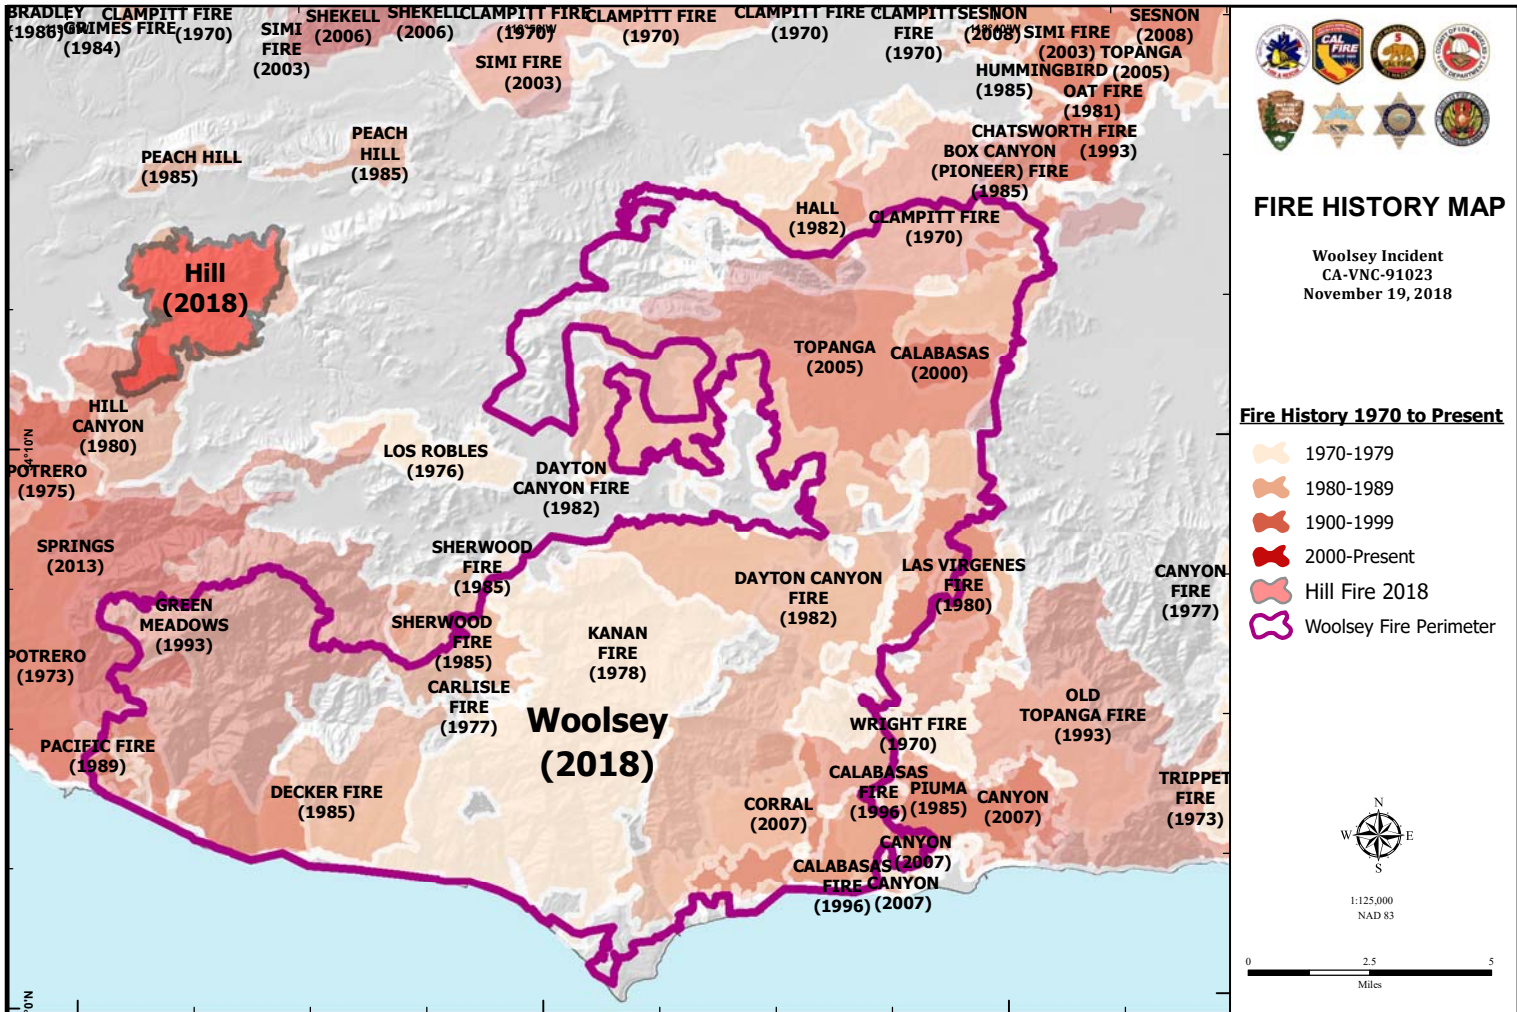 BRADLEY
(1986)
GRIMES FIRE
(1984)
CLAMPITT FIRE
(1970)
SIMI
FIRE
(2003)
SHEKELL
(2006)
SHEKELL
(2006)
CLAMPITT FIRE
(1970)
SIMI FIRE
(2003)
CLAMPITT FIRE
(1970)
CLAMPITT FIRE
(1970)
CLAMPITT
FIRE
(1970)
SESNON
(2008)
SIMI FIRE
(2003)
SESNON
(2008)
TOPANGA
(2005)
HUMMINGBIRD
(1985)
OAT FIRE
(1981)
CHATSWORTH FIRE
(1993)
BOX CANYON
(PIONEER) FIRE
(1985)
PEACH HILL
(1985)
PEACH
HILL
(1985)
HALL
(1982)
CLAMPITT FIRE
(1970)
Hill
(2018)
TOPANGA
(2005)
CALABASAS
(2000)
HILL
CANYON
(1980)
LOS ROBLES
(1976)
POTRERO
(1975)
DAYTON
CANYON FIRE
(1982)
SPRINGS
(2013)
SHERWOOD
FIRE
(1985)
DAYTON CANYON
FIRE
(1982)
LAS VIRGENES
FIRE
(1980)
CANYON
FIRE
(1977)
GREEN
MEADOWS
(1993)
SHERWOOD
FIRE
(1985)
KANAN
FIRE
(1978)
POTRERO
(1973)
CARLISLE
FIRE
(1977)
OLD
TOPANGA FIRE
(1993)
Woolsey
(2018)
WRIGHT FIRE
(1970)
PACIFIC FIRE
(1989)
DECKER FIRE
(1985)
CORRAL
(2007)
CALABASAS
FIRE
(1996)
PIUMA
(1985)
CANYON
(2007)
TRIPPET
FIRE
(1973)
CANYON
(2007)
CALABASAS
FIRE
(1996)
CANYON
(2007)
CAL
FIRE
FIRE HISTORY MAP
Woolsey Incident
CA-VNC-91023
November 19, 2018
Fire History 1970 to Present
1970-1979
1980-1989
1900-1999
2000-Present
Hill Fire 2018
Woolsey Fire Perimeter
N
W
E
S
1:125,000
NAD 83
0
2.5
5
Miles